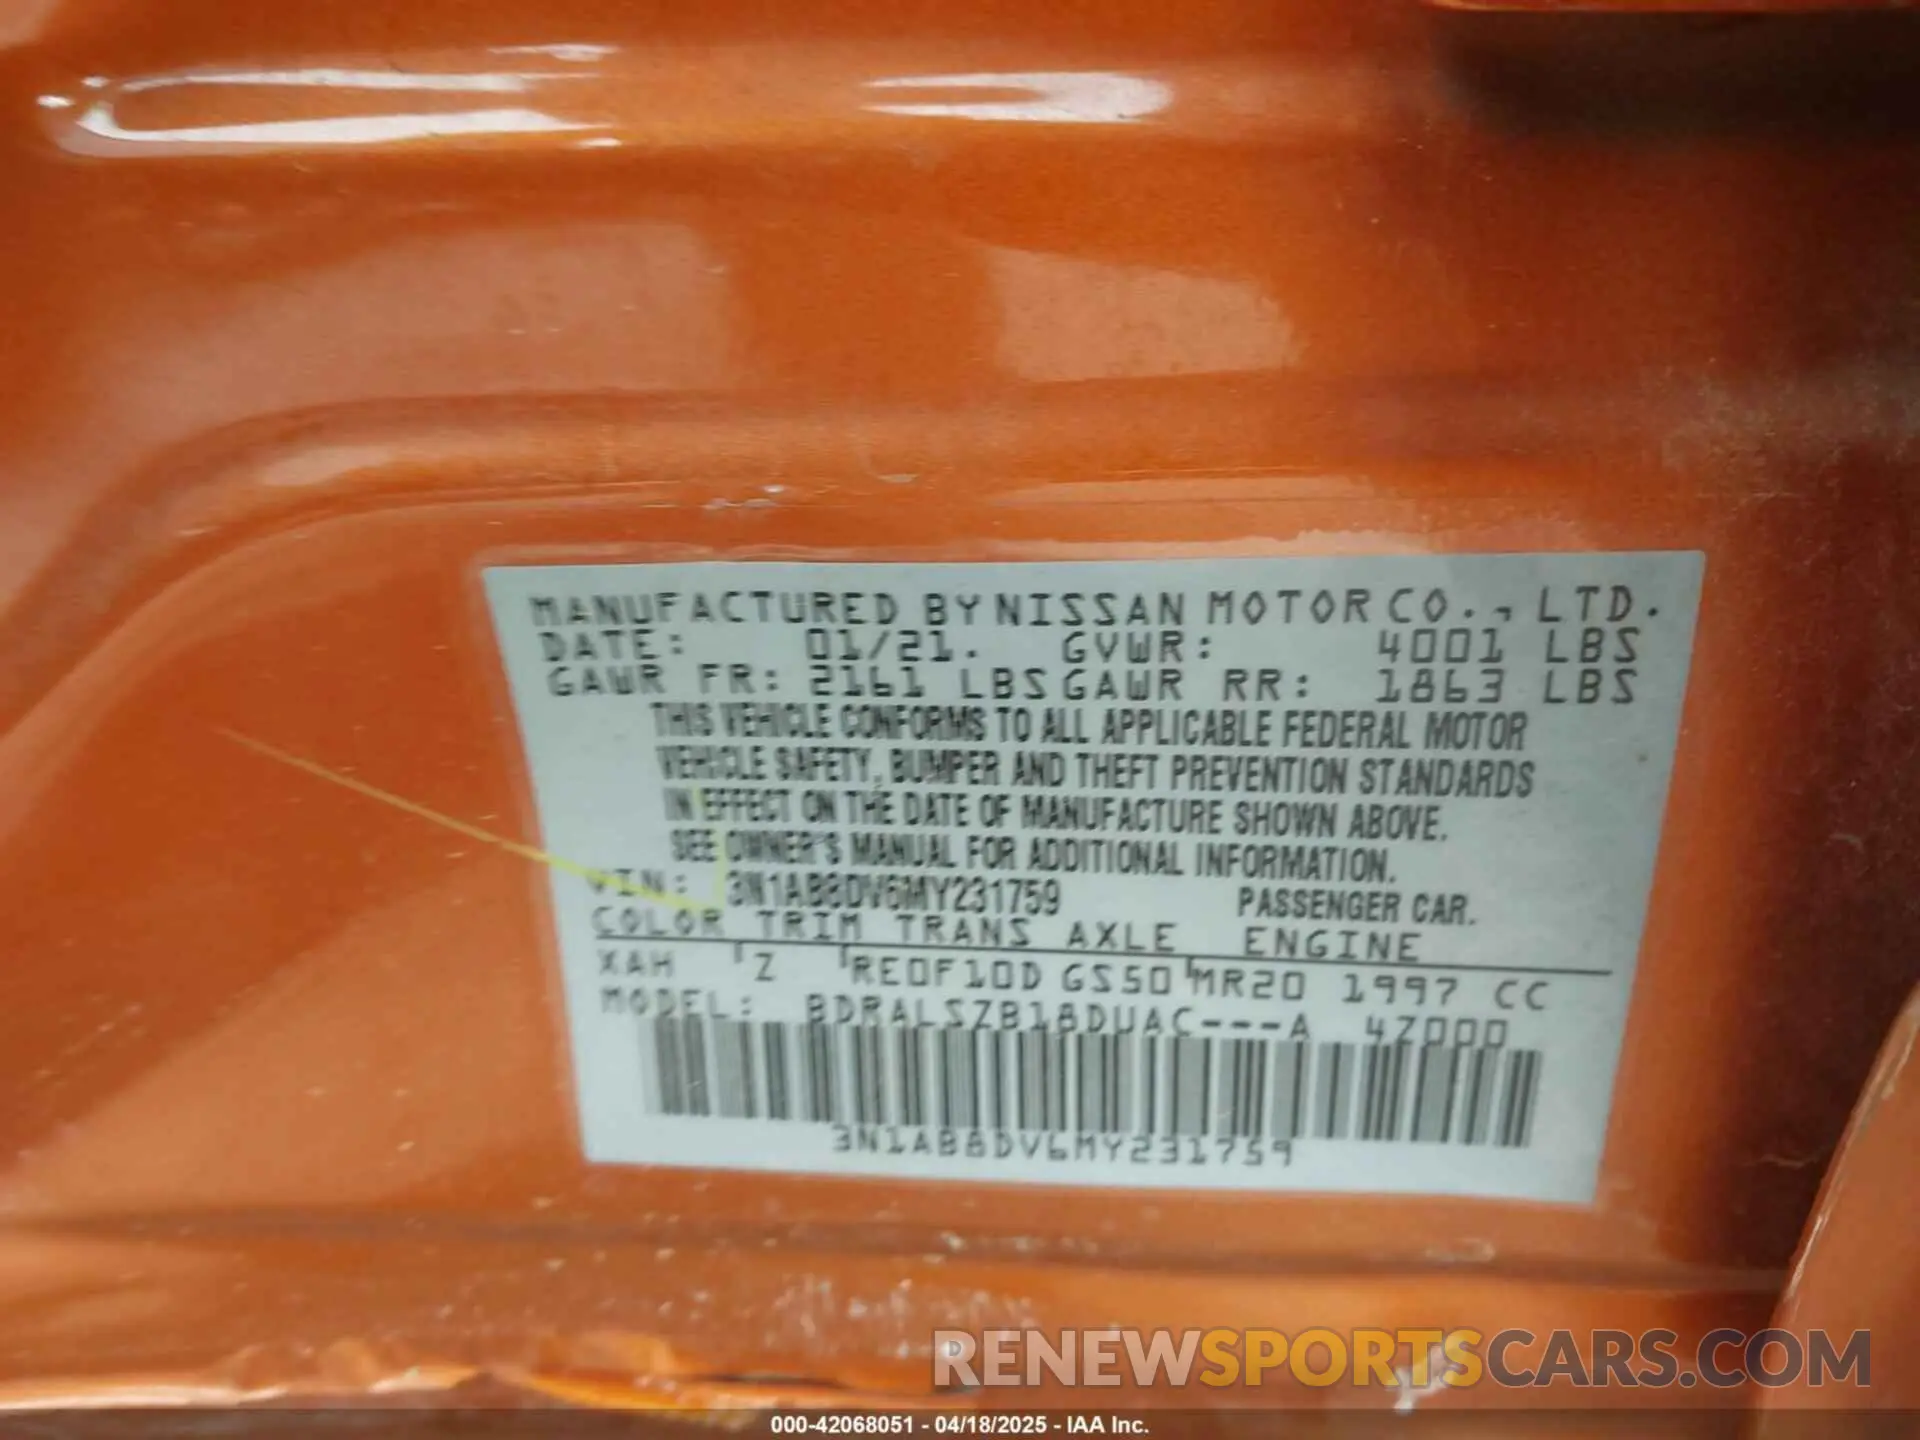 MANUFACTURED BY NISSAN MOTOR CO., LTD.
DATE: 01/21. GVWR: 4001 LBS
GAWR FR: 2161 LBS GAWR RR: 1863 LBS
THIS VEHICLE CONFORMS TO ALL APPLICABLE FEDERAL MOTOR
VEHICLE SAFETY, BUMPER AND THEFT PREVENTION STANDARDS
IN EFFECT ON THE DATE OF MANUFACTURE SHOWN ABOVE.
SEE OWNER'S MANUAL FOR ADDITIONAL INFORMATION.
VIN: 3N1AB8DV6MY231759 PASSENGER CAR.
COLOR TRIM TRANS AXLE ENGINE
XAH Z RE0F10D GS50 MR20 1997 CC
MODEL: BDRALSZB18DUAC---A 4Z000
3N1AB8DV6MY231759
RENEWSPORTSCARS.COM
000-42068051 - 04/18/2025 - IAA Inc.